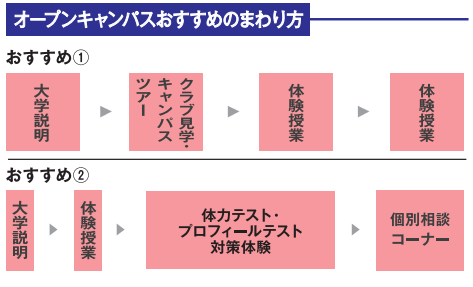 オープンキャンパスおすすめのまわり方
おすすめ①
大学説明
クラブ見学・
キャンパス
ツアー
体験授業
体験授業
おすすめ②
大学説明
体験授業
体力テスト・
プロフィールテスト
対策体験
個別相談
コーナー